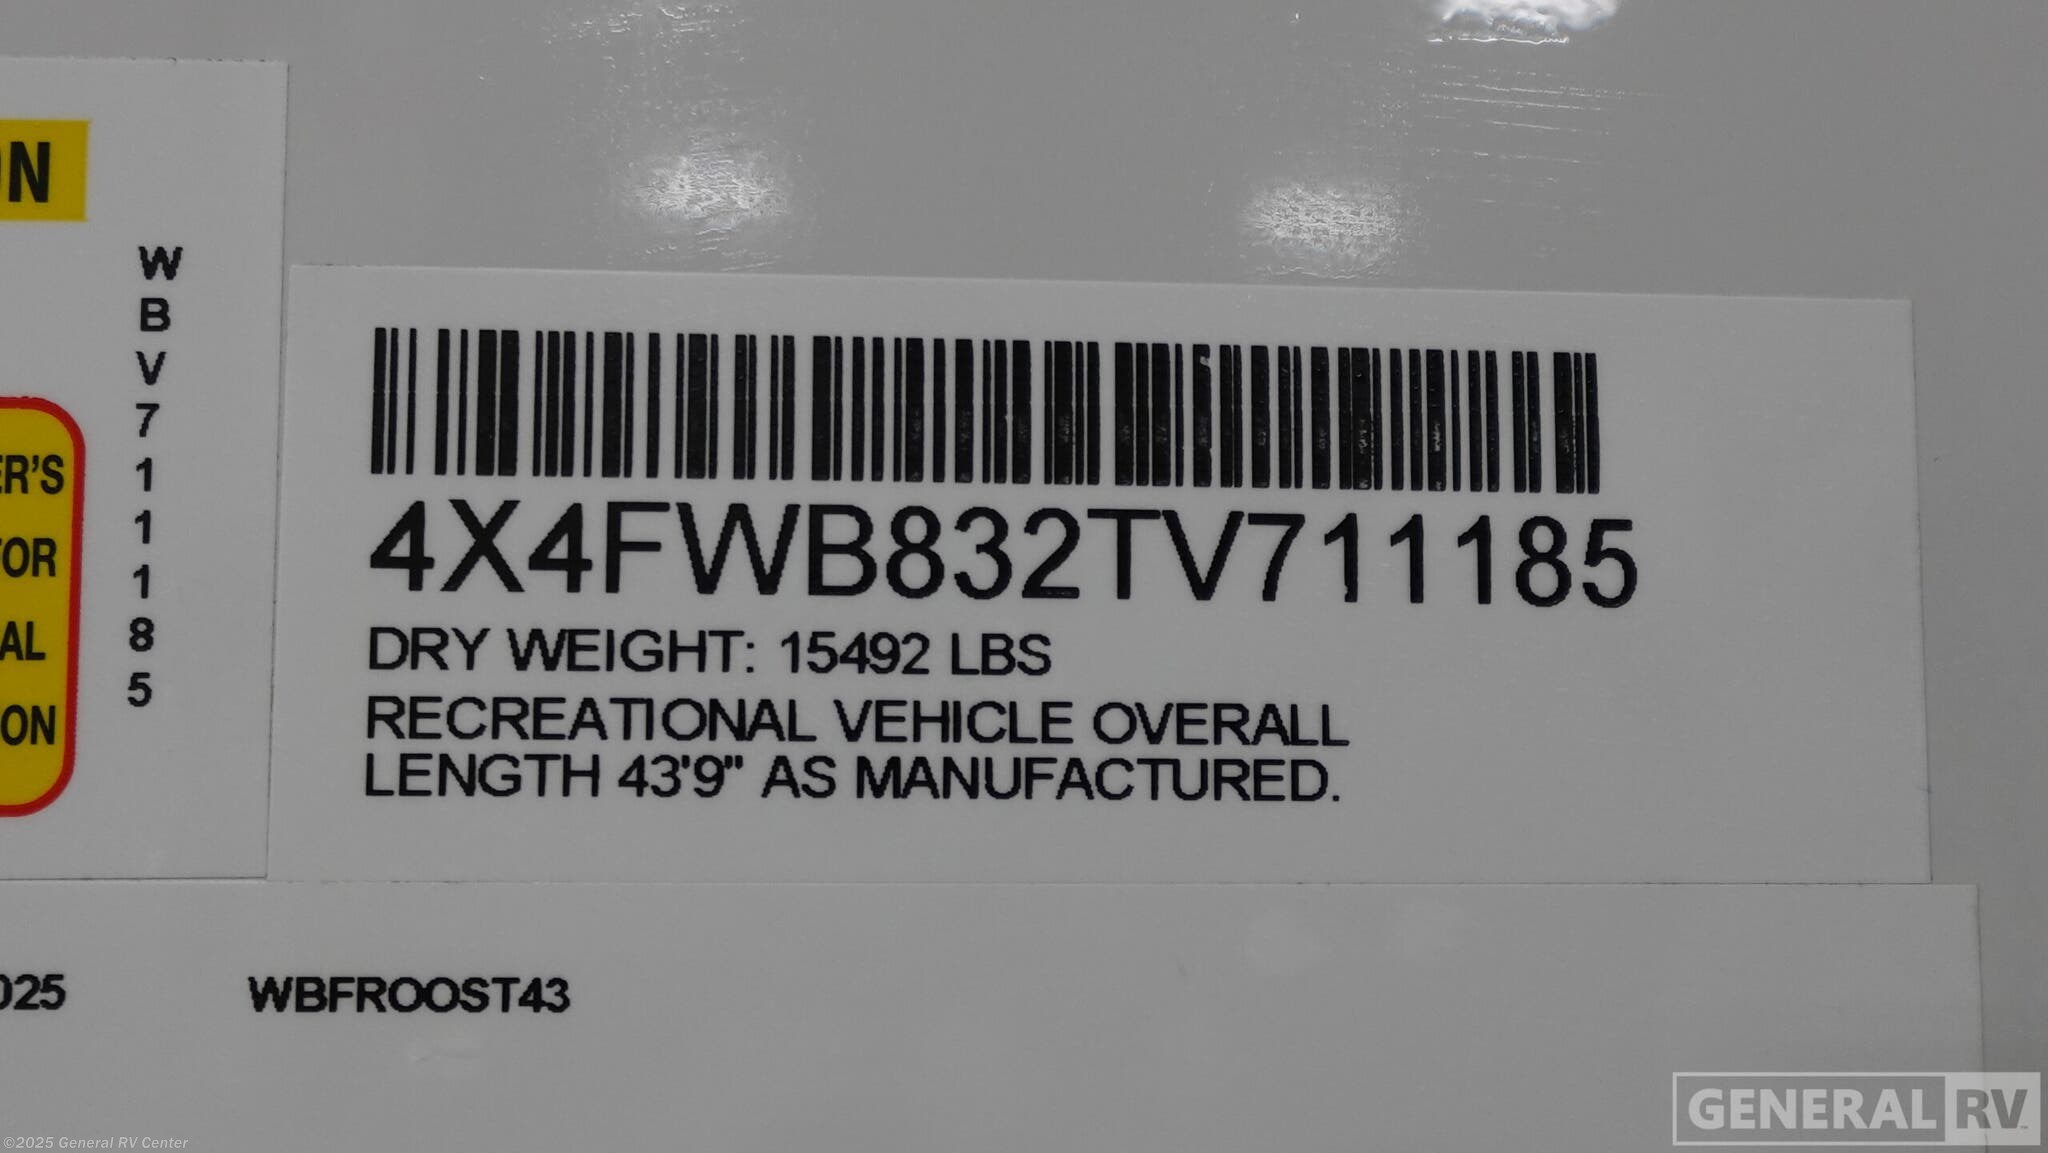 ON
W
B
V
7
1
1
1
8
5
ER'S
FOR
AL
ON
4X4FWB832TV711185
DRY WEIGHT: 15492 LBS
RECREATIONAL VEHICLE OVERALL
LENGTH 43'9" AS MANUFACTURED.
025
WBFROOST43
GENERAL RV
©2025 General RV Center